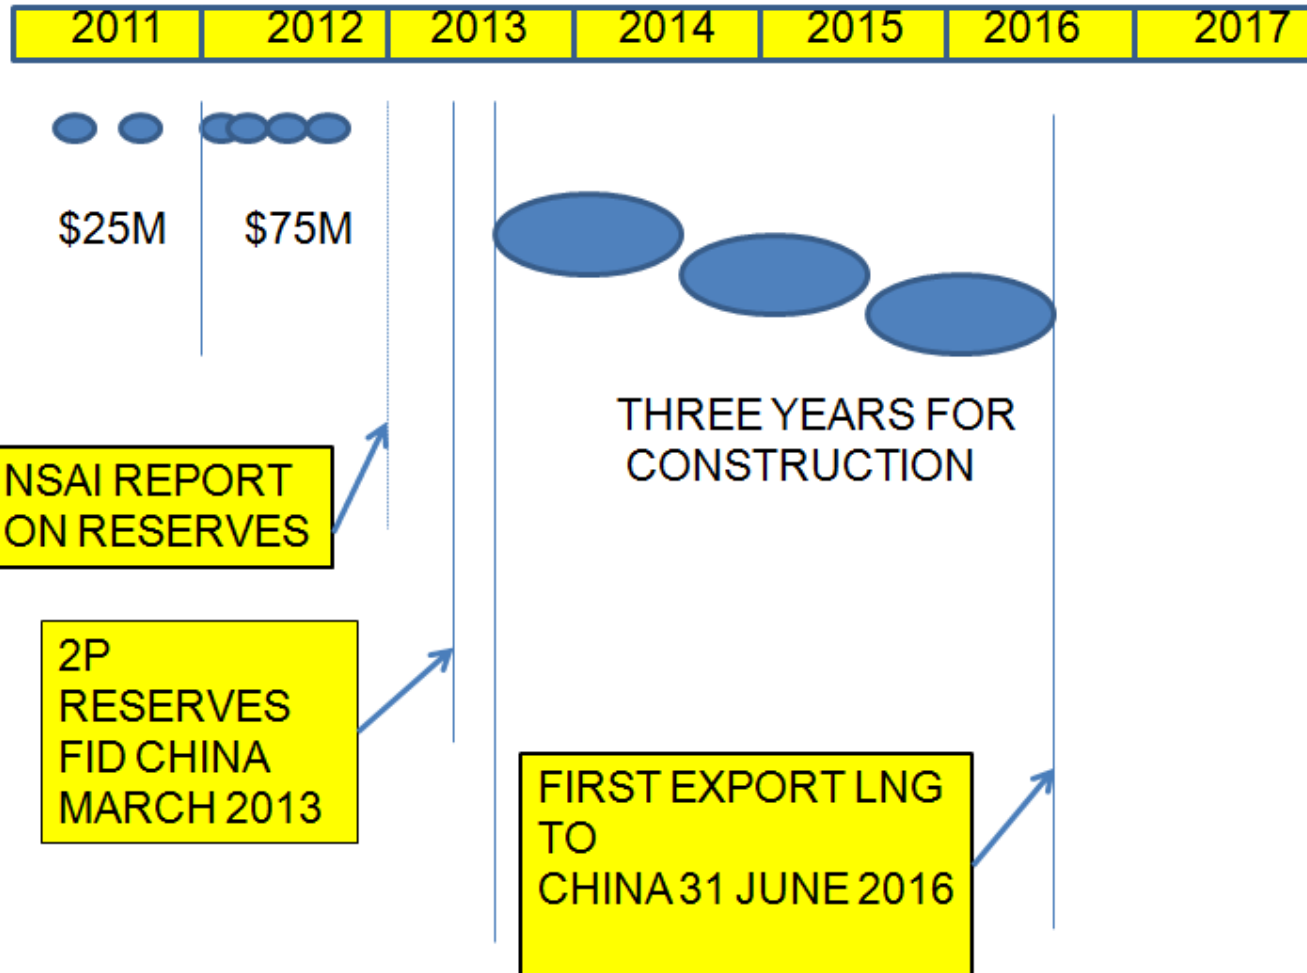 2011 2012 2013 2014 2015 2016 2017
$25M $75M
THREE YEARS FOR
CONSTRUCTION
NSAI REPORT
ON RESERVES
2P
RESERVES
FID CHINA
MARCH 2013
FIRST EXPORT LNG
TO
CHINA 31 JUNE 2016